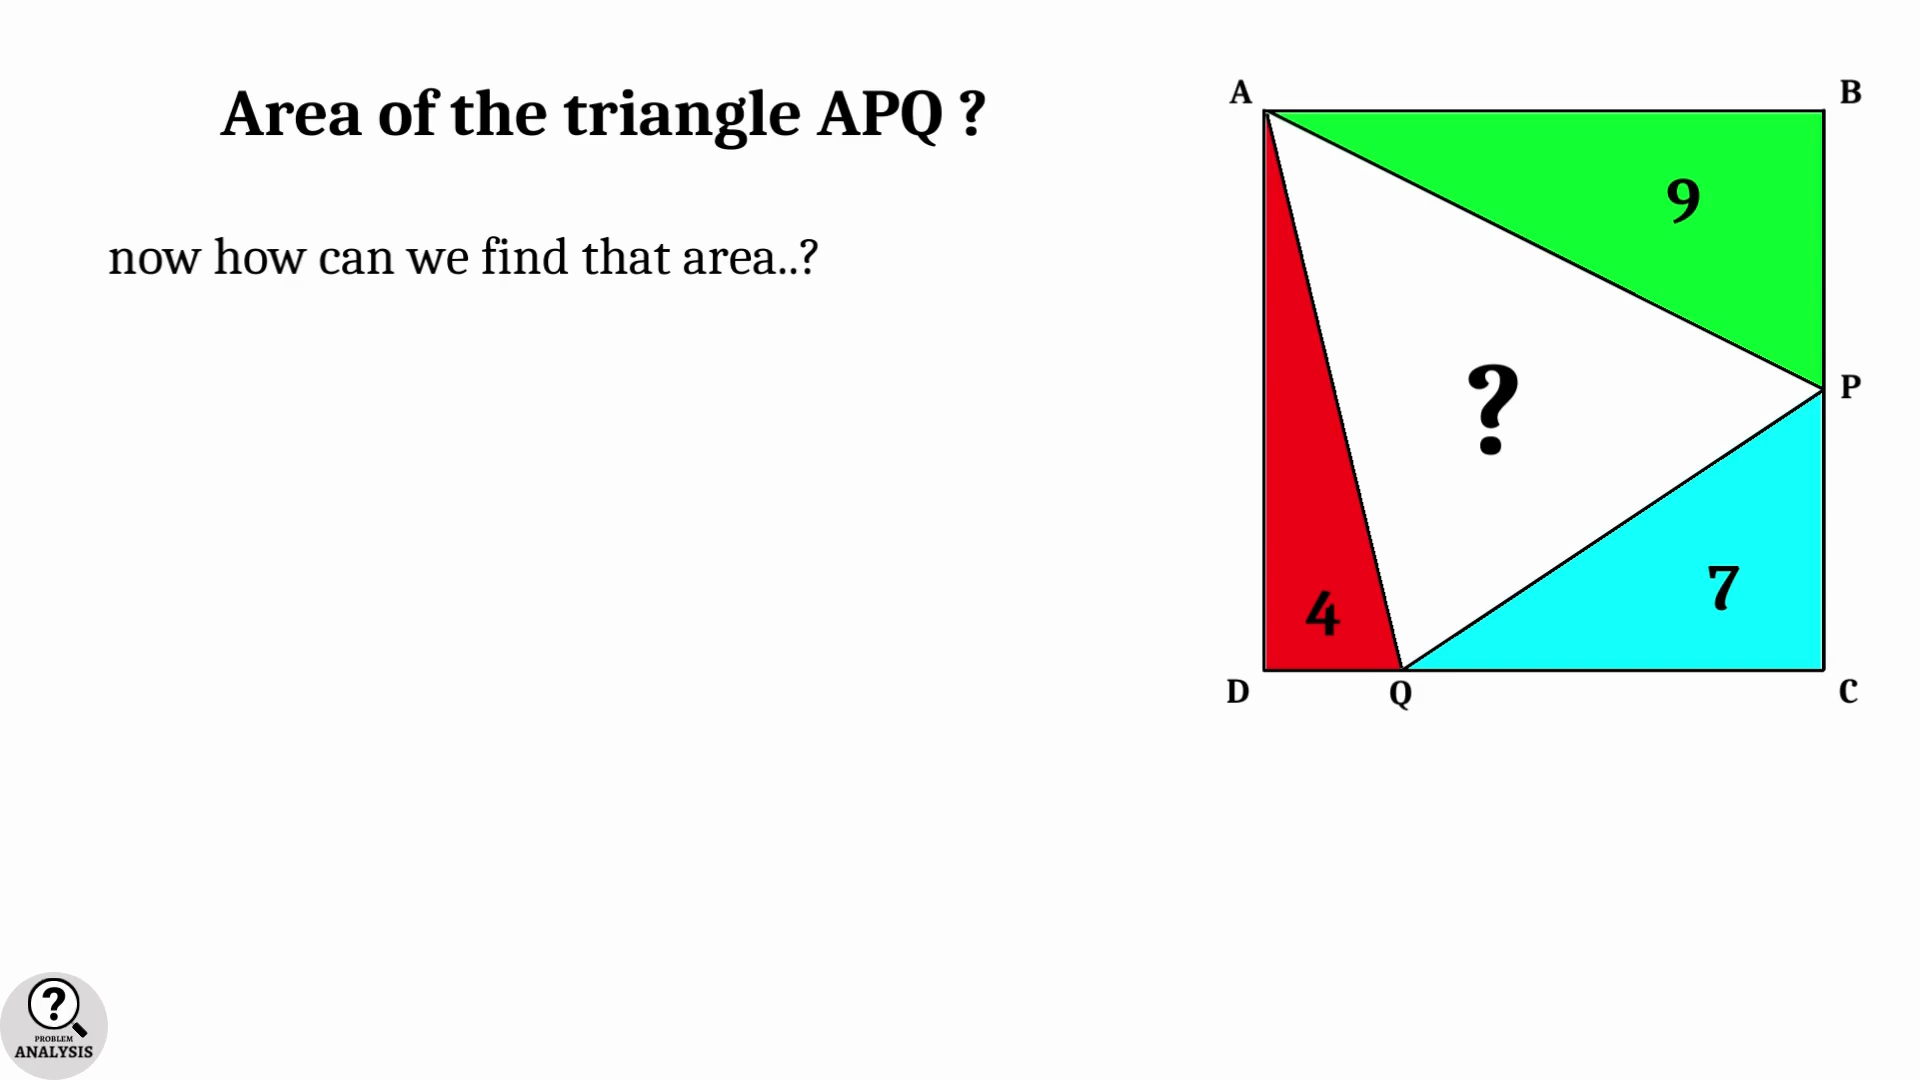 Area of the triangle APQ ?
now how can we find that area..?
A
B
9
?
P
7
4
D
Q
C
?
PROBLEM
ANALYSIS